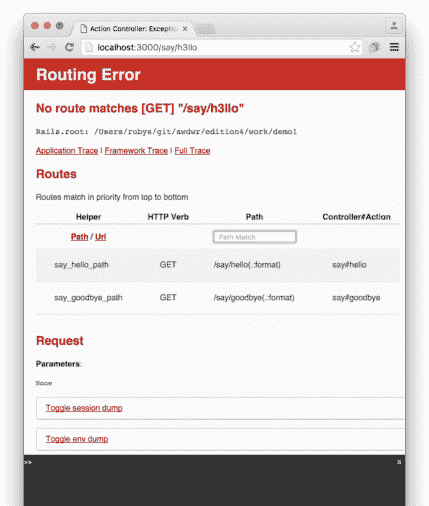 Action Controller: Exceptio
localhost:3000/say/h3llo
Routing Error
No route matches [GET] "/say/h3llo"
Rails.root: /Users/rubys/git/awdwr/edition4/work/demo1
Application Trace | Framework Trace | Full Trace
Routes
Routes match in priority from top to bottom
Helper HTTP Verb Path Controller#Action
Path / Url Path Match
say_hello_path GET /say/hello(.:format) say#hello
say_goodbye_path GET /say/goodbye(.:format) say#goodbye
Request
Parameters:
None
Toggle session dump
Toggle env dump
>> x